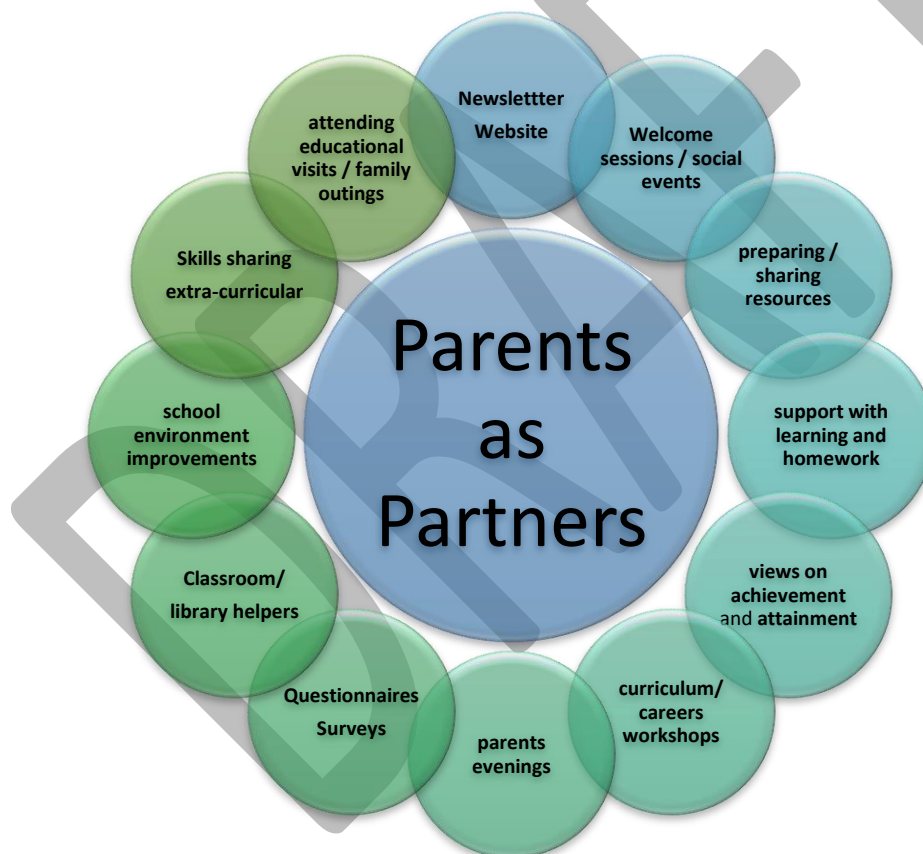 Parents
as
Partners
Newslettter
Website
Welcome
sessions / social
events
preparing /
sharing
resources
support with
learning and
homework
views on
achievement
and attainment
curriculum/
careers
workshops
parents
evenings
Questionnaires
Surveys
Classroom/
library helpers
school
environment
improvements
Skills sharing
extra-curricular
attending
educational
visits / family
outings
DRAFT